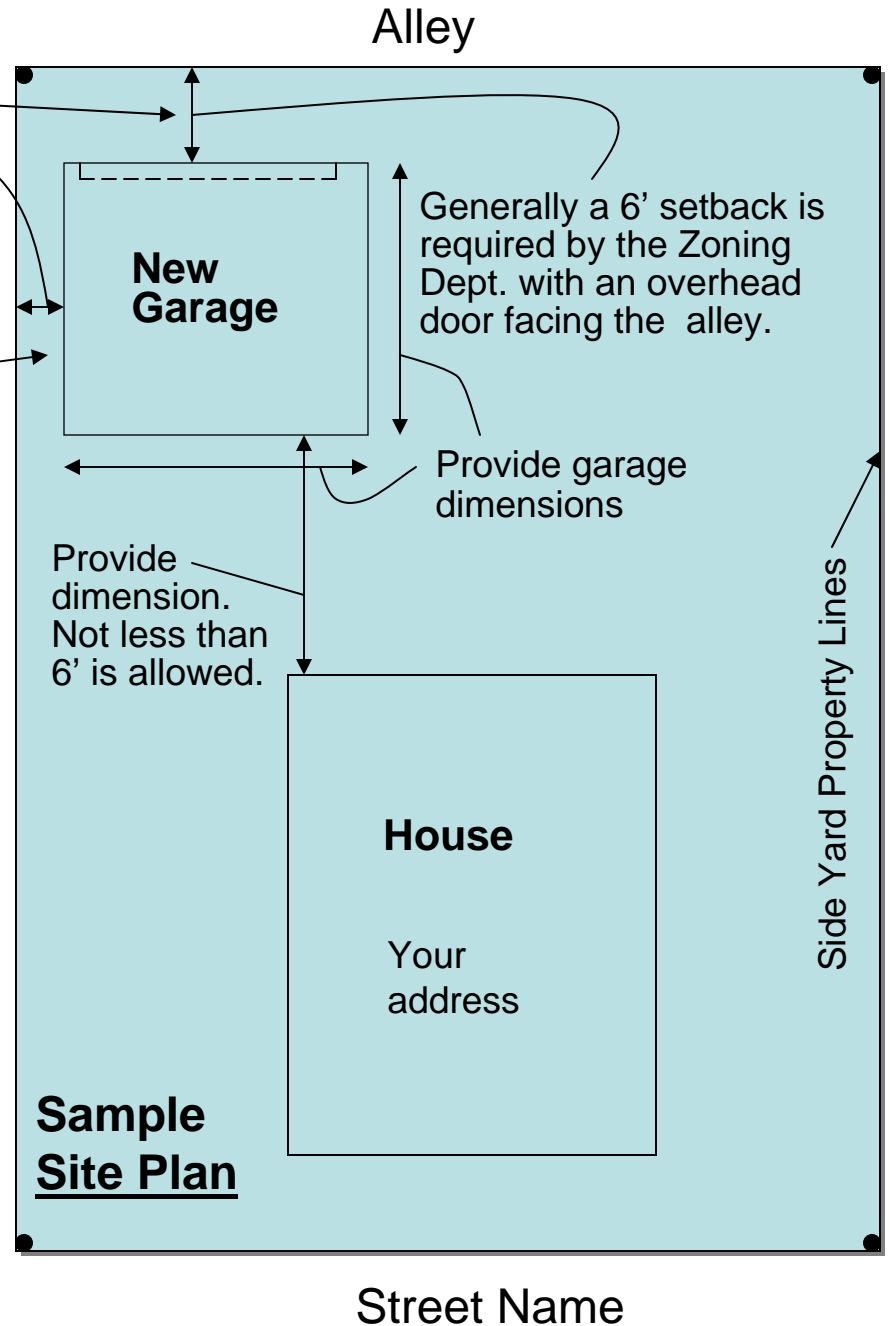 Alley
Generally a 6’ setback is
required by the Zoning
Dept. with an overhead
door facing the alley.
New
Garage
Provide garage
dimensions
Provide
dimension.
Not less than
6’ is allowed.
Side Yard Property Lines
House
Your
address
Sample
Site Plan
Street Name